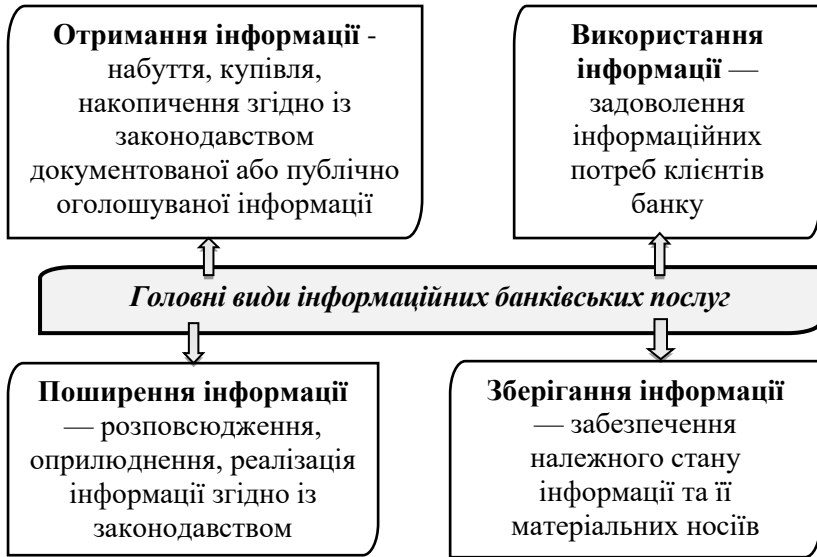 Отримання інформації -
набуття, купівля,
накопичення згідно із
законодавством
документованої або публічно
оголошуваної інформації
Використання
інформації —
задоволення
інформаційних
потреб клієнтів
банку
Головні види інформаційних банківських послуг
Поширення інформації
— розповсюдження,
оприлюднення, реалізація
інформації згідно із
законодавством
Зберігання інформації
— забезпечення
належного стану
інформації та її
матеріальних носіїв